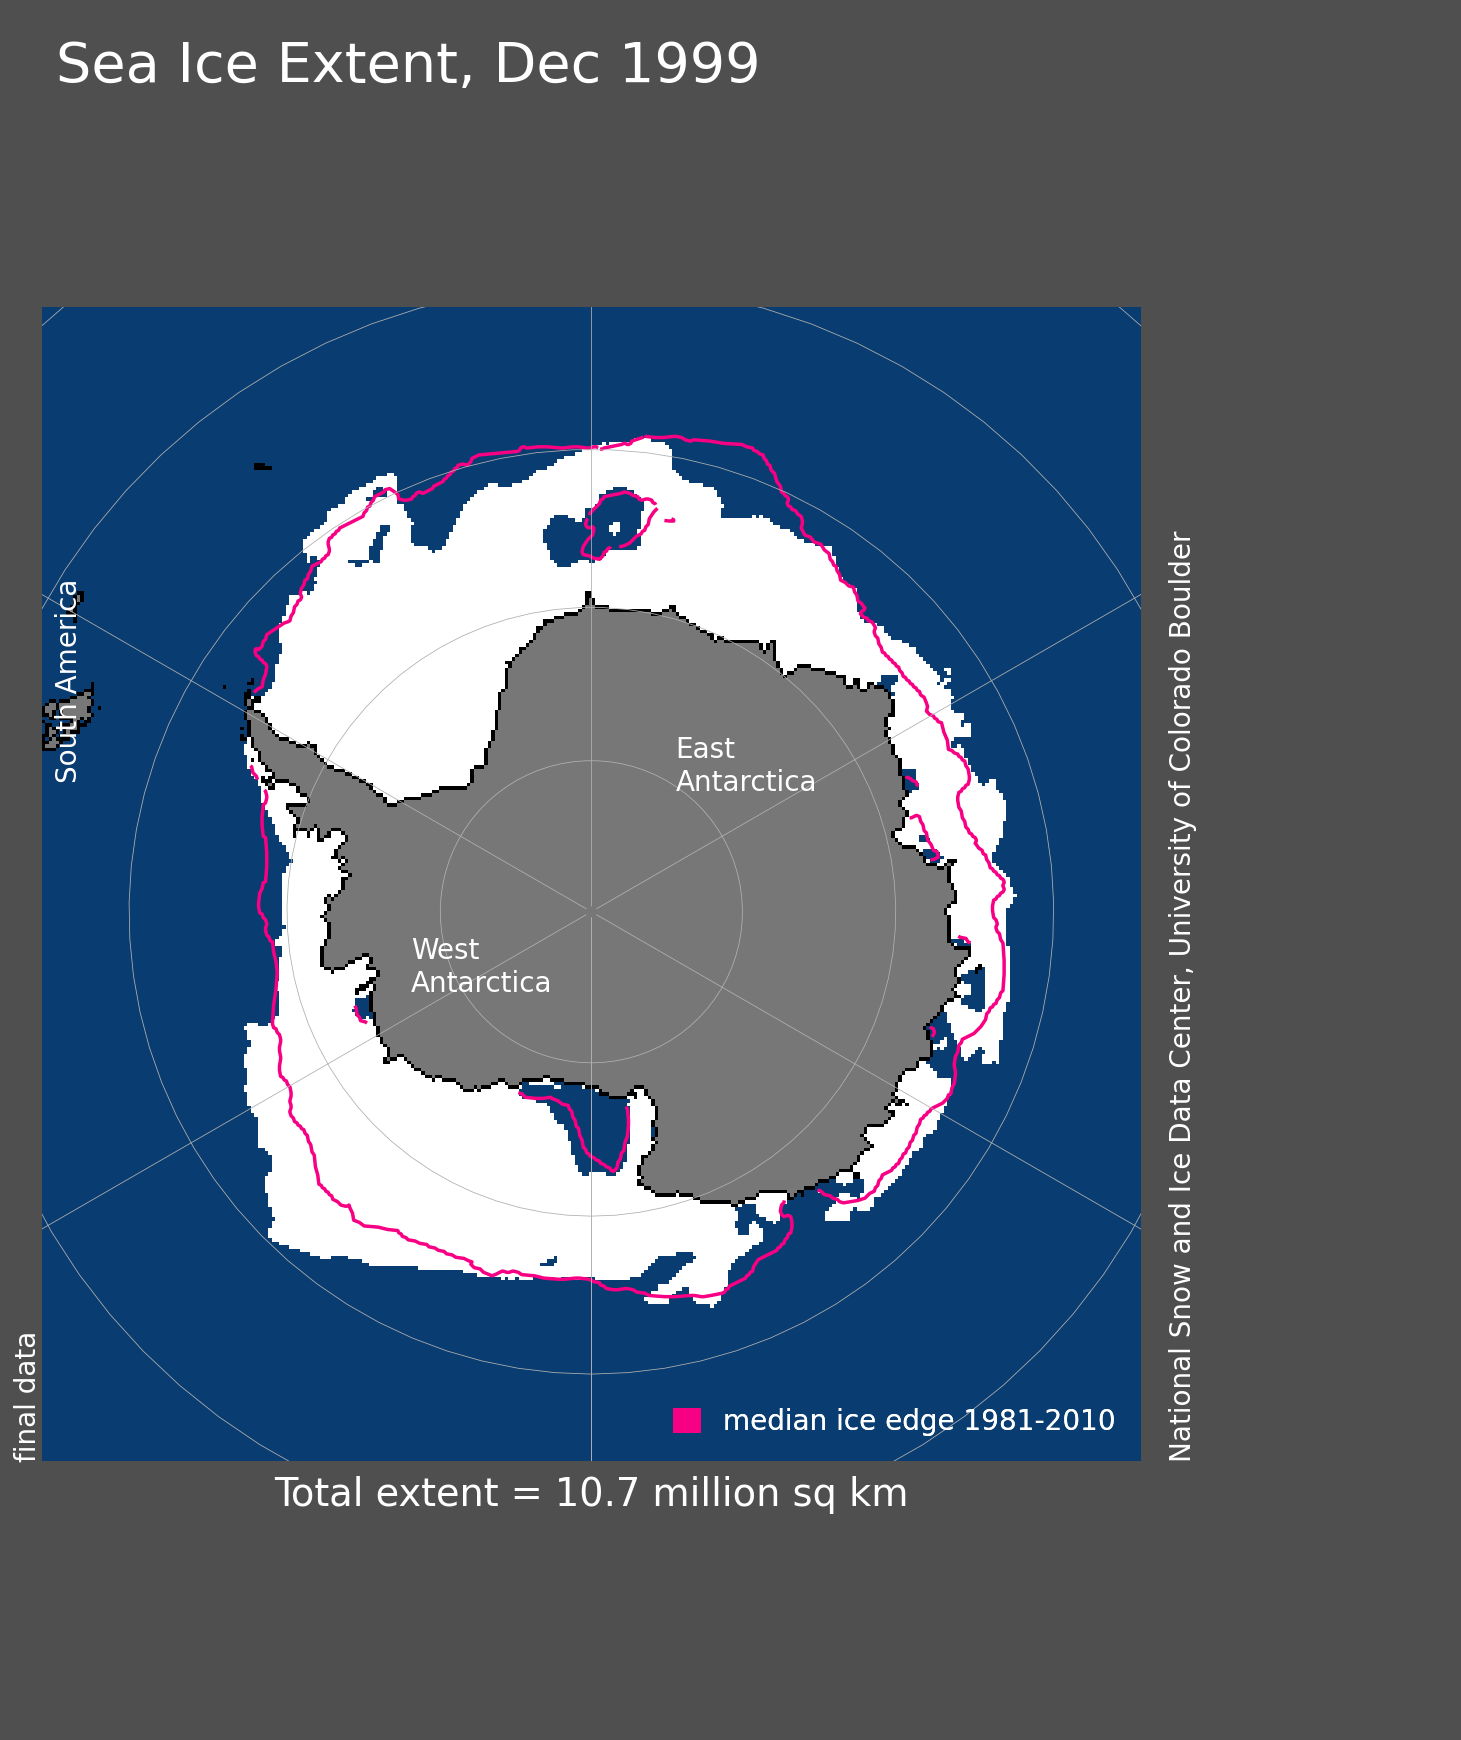 Sea Ice Extent, Dec 1999
South America
East
Antarctica
West
Antarctica
median ice edge 1981-2010
final data
National Snow and Ice Data Center, University of Colorado Boulder
Total extent = 10.7 million sq km